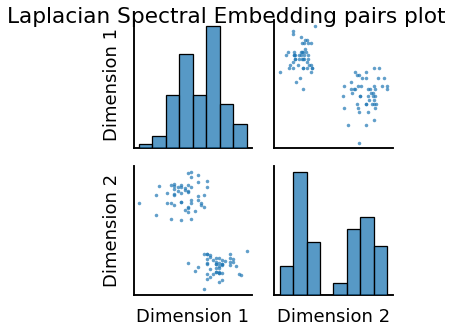 Laplacian Spectral Embedding pairs plot
Dimension 1
Dimension 2
Dimension 1
Dimension 2